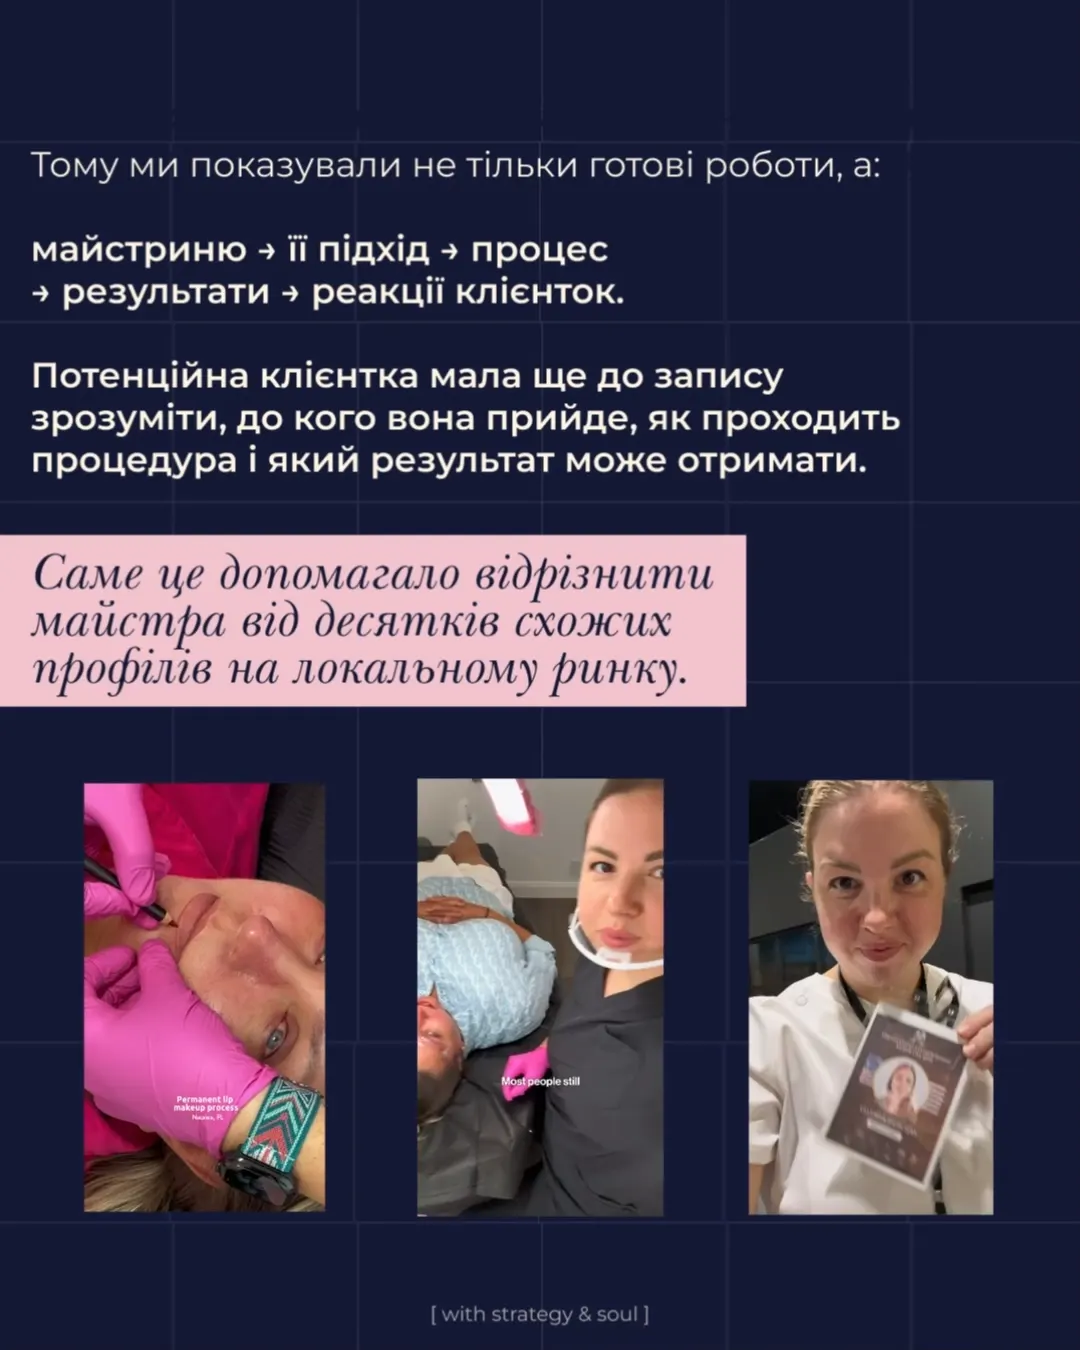 Тому ми показували не тільки готові роботи, а:
майстриню → її підхід → процес
→ результати → реакції клієнток.
Потенційна клієнтка мала ще до запису
зрозуміти, до кого вона прийде, як проходить
процедура і який результат може отримати.
Саме це допомагало відрізнити
майстра від десятків схожих
профілів на локальному ринку.
Permanent lip
makeup process
Most people still
[ with strategy & soul ]